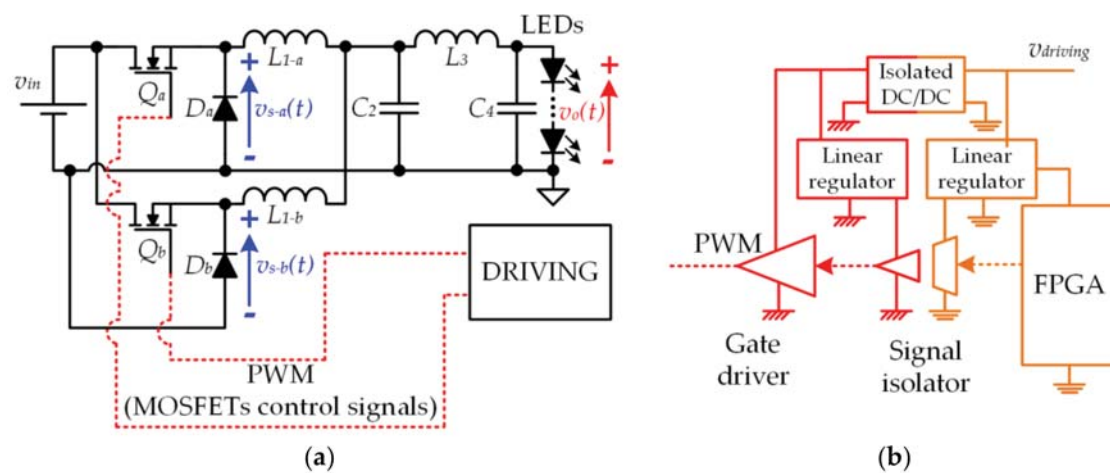 LEDs
v_in
Q_a
D_a
v_s-a(t)
L_1-a
C_2
L_3
C_4
v_o(t)
+
-
+
-
Q_b
D_b
L_1-b
v_s-b(t)
+
-
DRIVING
PWM
(MOSFETs control signals)
(a)
v_driving
Isolated
DC/DC
Linear
regulator
Linear
regulator
PWM
FPGA
Gate
driver
Signal
isolator
(b)